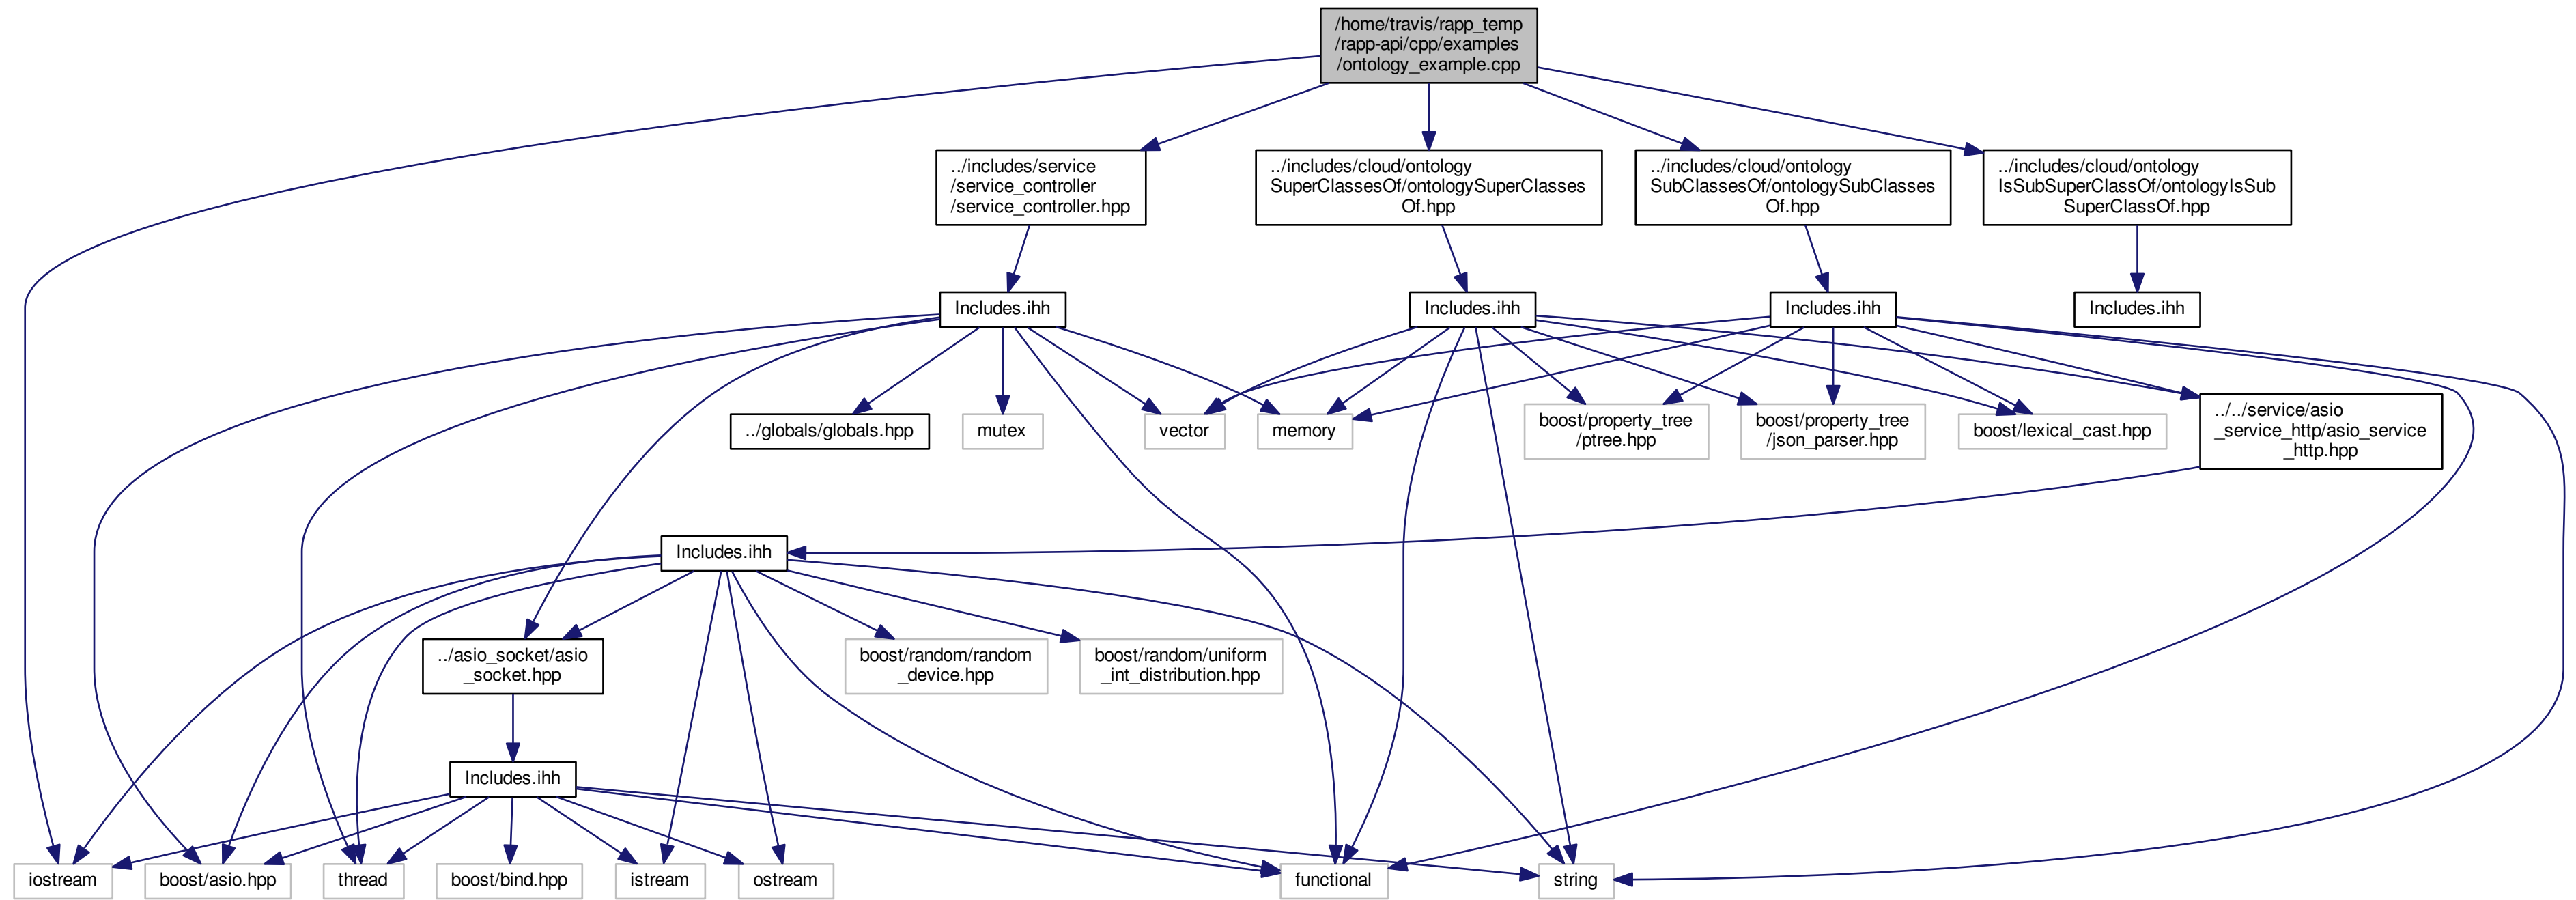 /home/travis/rapp_temp
/rapp-api/cpp/examples
/ontology_example.cpp
../includes/service
/service_controller
/service_controller.hpp
../includes/cloud/ontology
SuperClassesOf/ontologySuperClasses
Of.hpp
../includes/cloud/ontology
SubClassesOf/ontologySubClasses
Of.hpp
../includes/cloud/ontology
IsSubSuperClassOf/ontologyIsSub
SuperClassOf.hpp
Includes.ihh
Includes.ihh
Includes.ihh
Includes.ihh
../globals/globals.hpp
mutex
vector
memory
boost/property_tree
/ptree.hpp
boost/property_tree
/json_parser.hpp
boost/lexical_cast.hpp
../../service/asio
_service_http/asio_service
_http.hpp
Includes.ihh
../asio_socket/asio
_socket.hpp
boost/random/random
_device.hpp
boost/random/uniform
_int_distribution.hpp
Includes.ihh
iostream
boost/asio.hpp
thread
boost/bind.hpp
istream
ostream
functional
string